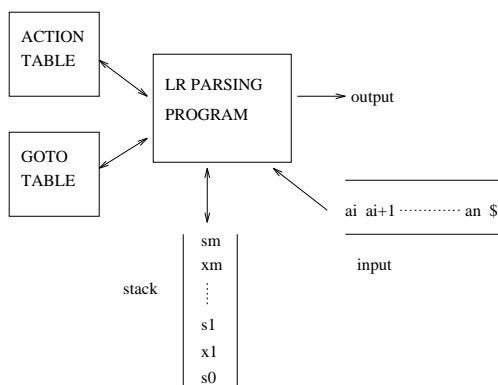 ACTION
TABLE
LR PARSING
PROGRAM
output
GOTO
TABLE
ai ai+1 ............. an $
input
stack
sm
xm
......
s1
x1
s0